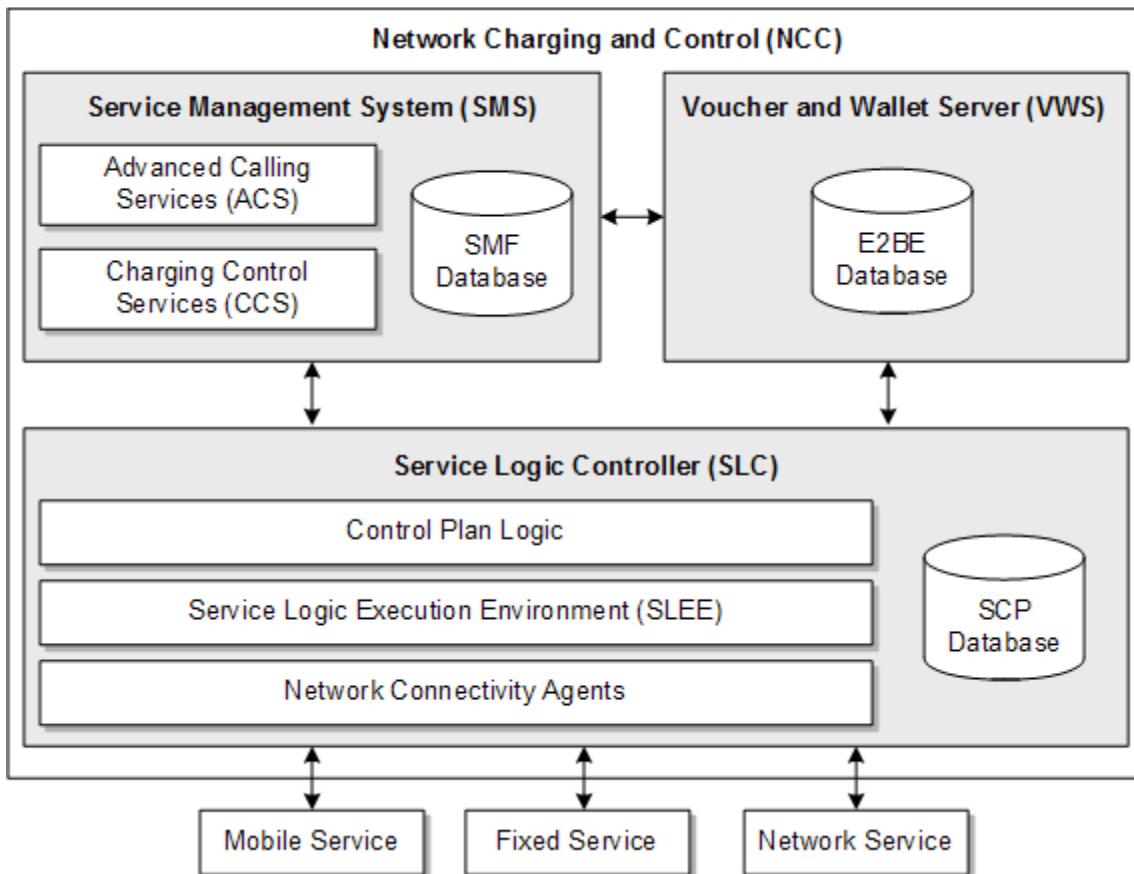 Network Charging and Control (NCC)
Service Management System (SMS)
Advanced Calling
Services (ACS)
Charging Control
Services (CCS)
SMF
Database
Voucher and Wallet Server (VWS)
E2BE
Database
Service Logic Controller (SLC)
Control Plan Logic
Service Logic Execution Environment (SLEE)
Network Connectivity Agents
SCP
Database
Mobile Service
Fixed Service
Network Service